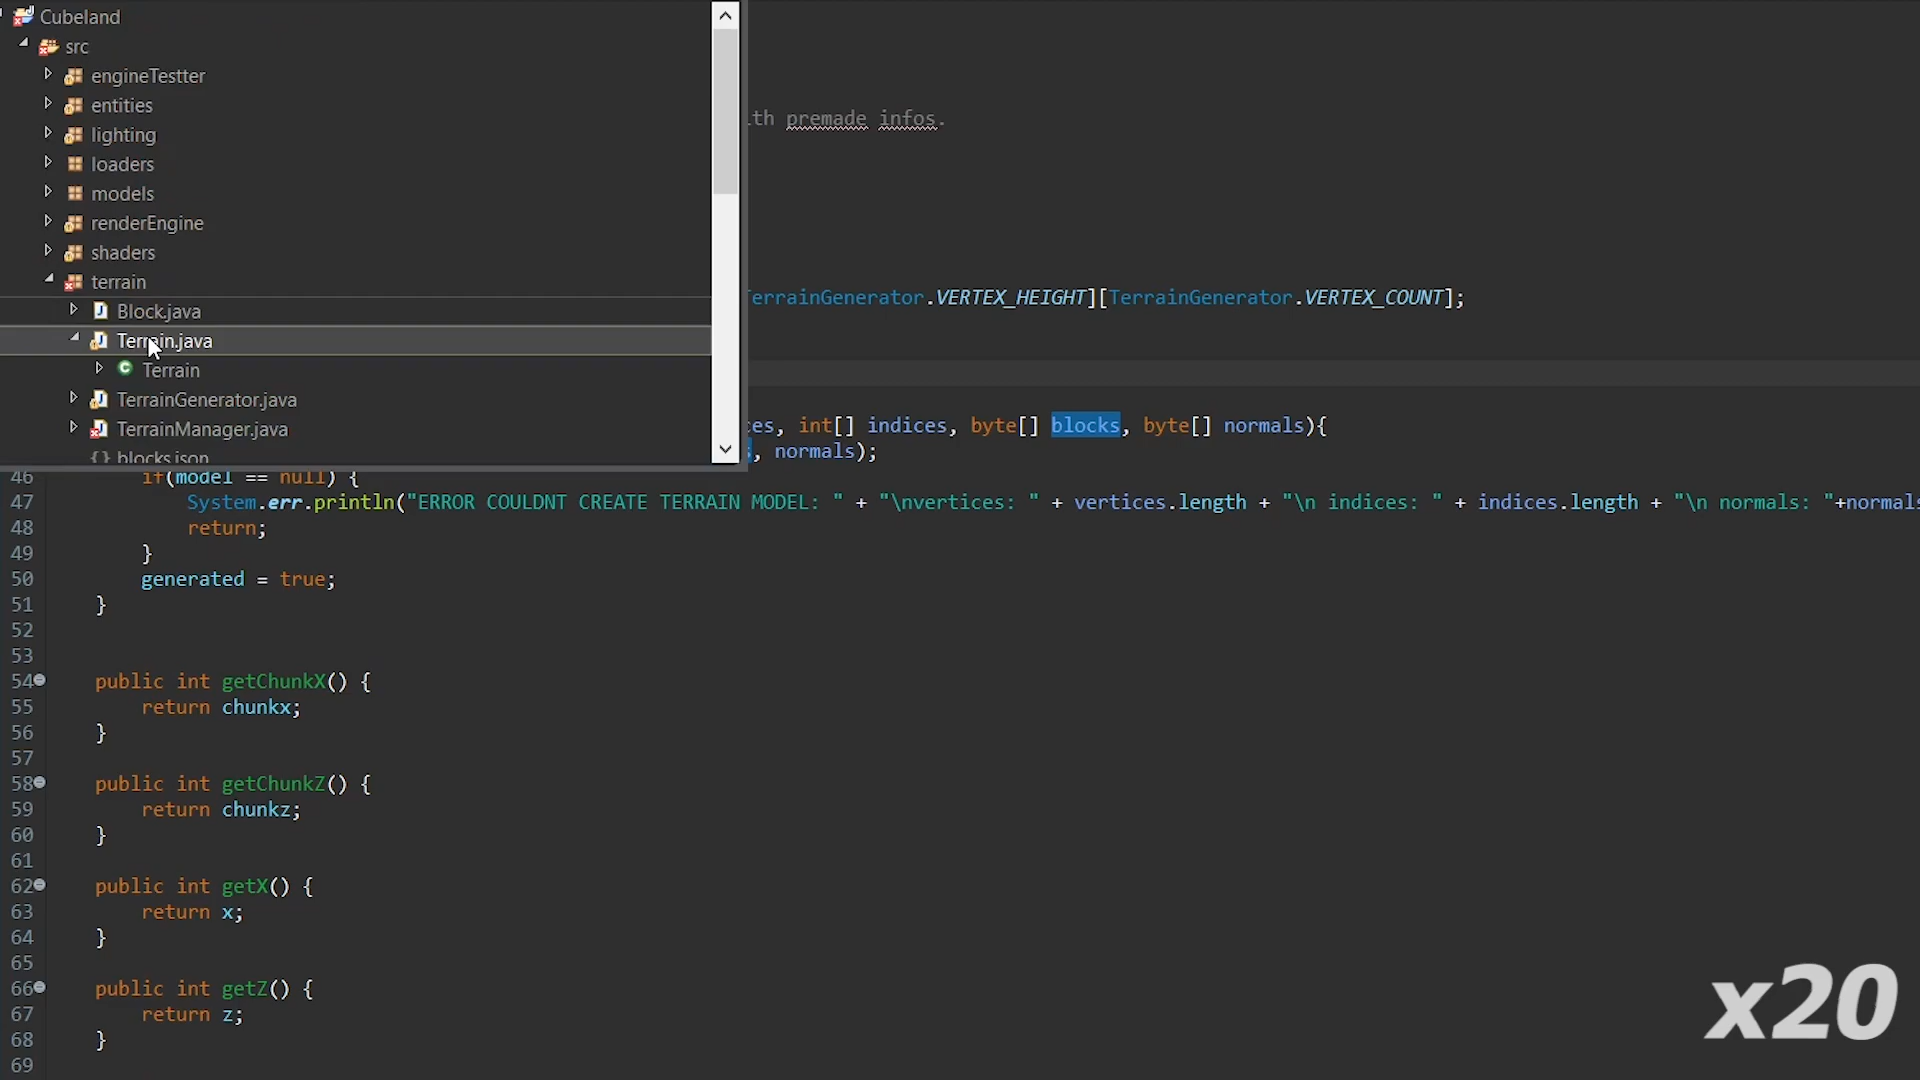 Cubeland
src
engineTestter
entities
lighting
loaders
models
renderEngine
shaders
terrain
Block.java
Terrain.java
Terrain
TerrainGenerator.java
TerrainManager.java
blocks.json
premade infos.
TerrainGenerator.VERTEX_HEIGHT][TerrainGenerator.VERTEX_COUNT];
int[] indices, byte[] blocks, byte[] normals){
, normals);
46 if(model == null) {
47 System.err.println("ERROR COULDNT CREATE TERRAIN MODEL: " + "\nvertices: " + vertices.length + "\n indices: " + indices.length + "\n normals: "+normals
48 return;
49 }
50 generated = true;
51 }
52
53
54 public int getChunkX() {
55 return chunkx;
56 }
57
58 public int getChunkZ() {
59 return chunkz;
60 }
61
62 public int getX() {
63 return x;
64 }
65
66 public int getZ() {
67 return z;
68 }
69
x20